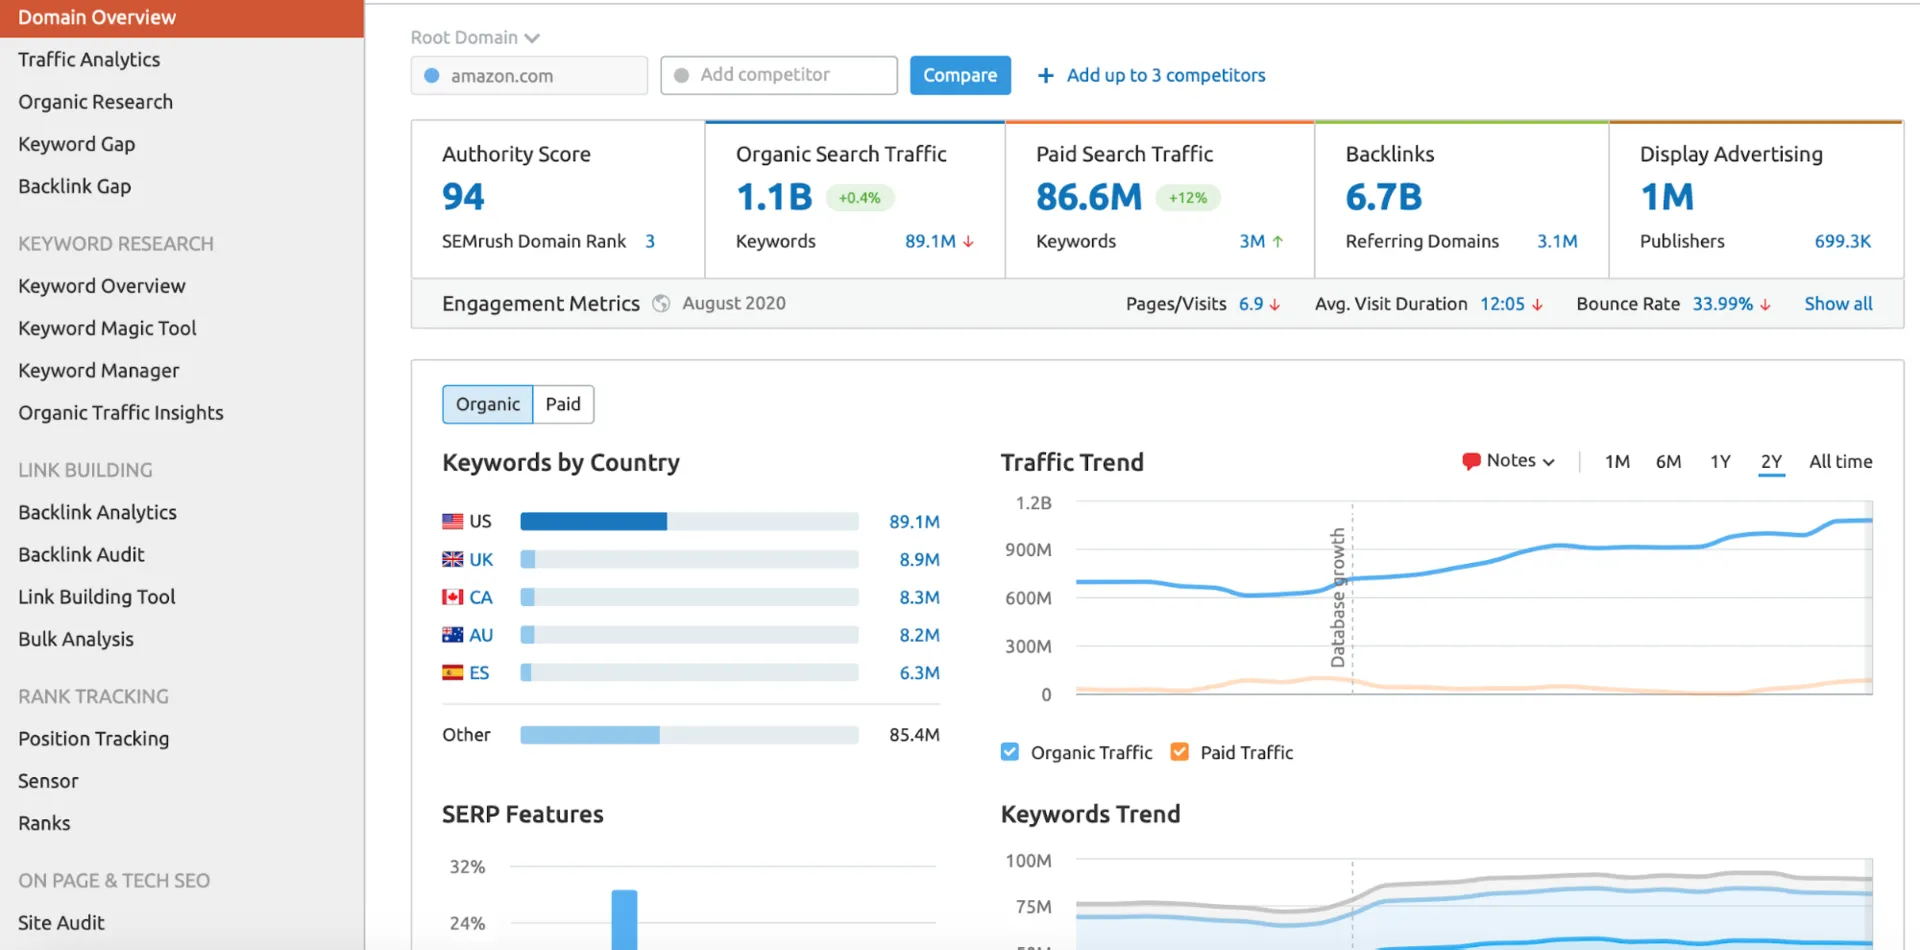 Domain Overview
Traffic Analytics
Organic Research
Keyword Gap
Backlink Gap
KEYWORD RESEARCH
Keyword Overview
Keyword Magic Tool
Keyword Manager
Organic Traffic Insights
LINK BUILDING
Backlink Analytics
Backlink Audit
Link Building Tool
Bulk Analysis
RANK TRACKING
Position Tracking
Sensor
Ranks
ON PAGE & TECH SEO
Site Audit
Root Domain
amazon.com Add competitor Compare + Add up to 3 competitors
Authority Score
94
SEMrush Domain Rank 3
Organic Search Traffic
1.1B +0.4%
Keywords 89.1M ↓
Paid Search Traffic
86.6M +12%
Keywords 3M ↑
Backlinks
6.7B
Referring Domains 3.1M
Display Advertising
1M
Publishers 699.3K
Engagement Metrics August 2020 Pages/Visits 6.9 ↓ Avg. Visit Duration 12:05 ↓ Bounce Rate 33.99% ↓ Show all
Organic Paid
Keywords by Country
US 89.1M
UK 8.9M
CA 8.3M
AU 8.2M
ES 6.3M
Other 85.4M
Traffic Trend Notes 1M 6M 1Y 2Y All time
1.2B
900M
600M
300M
0
Database growth
Organic Traffic Paid Traffic
SERP Features
32%
24%
Keywords Trend
100M
75M